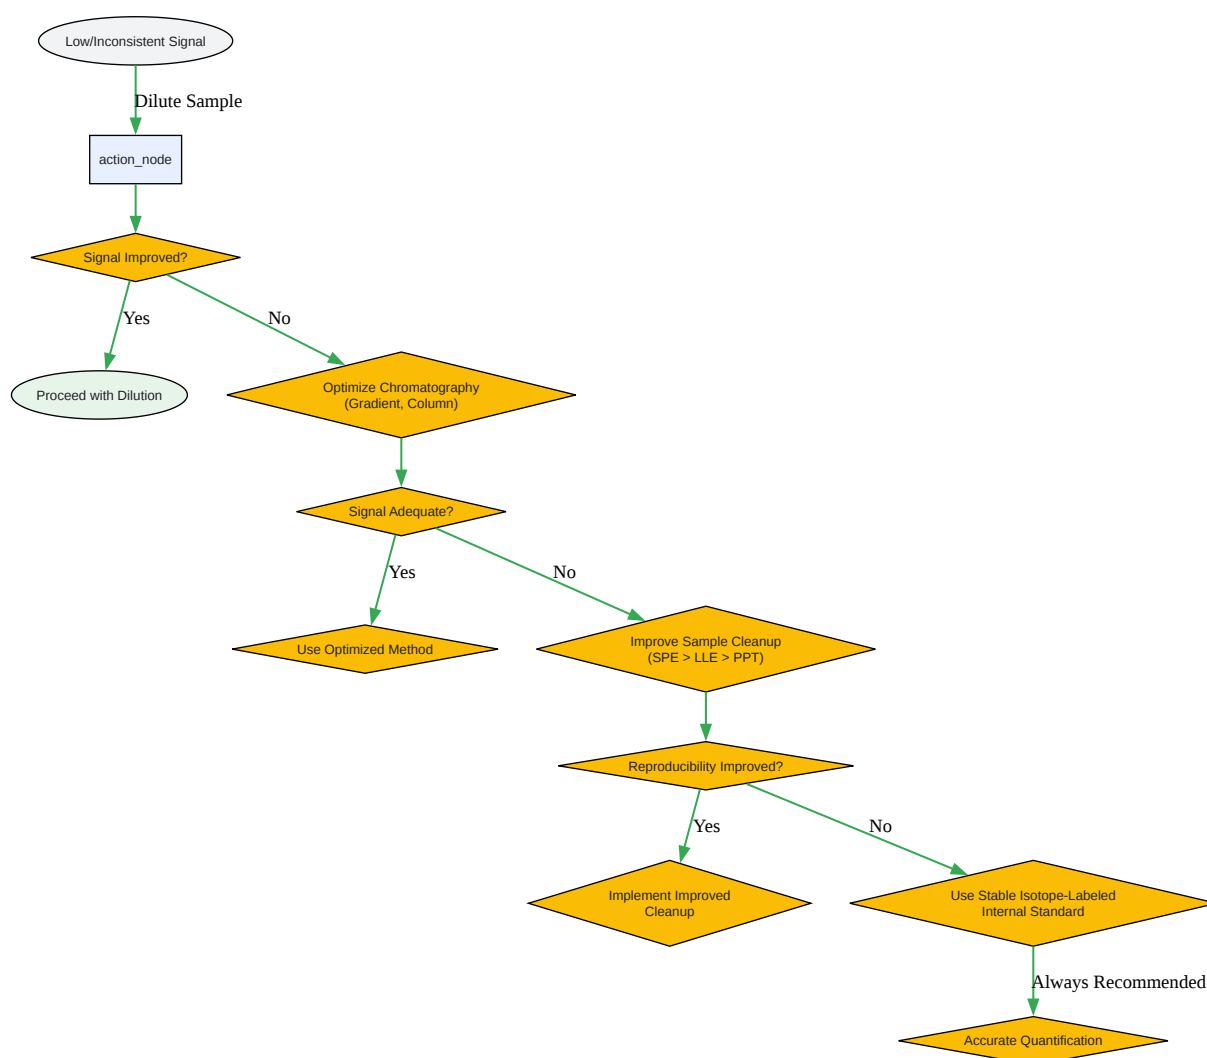 Low/Inconsistent Signal
Dilute Sample
action_node
Signal Improved?
Yes
No
Proceed with Dilution
Optimize Chromatography
(Gradient, Column)
Signal Adequate?
Yes
No
Use Optimized Method
Improve Sample Cleanup
(SPE > LLE > PPT)
Reproducibility Improved?
Yes
No
Implement Improved
Cleanup
Use Stable Isotope-Labeled
Internal Standard
Always Recommended
Accurate Quantification